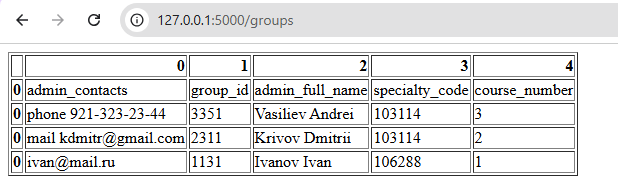 127.0.0.1:5000/groups
0 1 2 3 4
0 admin_contacts group_id admin_full_name specialty_code course_number
0 phone 921-323-23-44 3351 Vasiliev Andrei 103114 3
0 mail kdmitr@gmail.com 2311 Krivov Dmitrii 103114 2
0 ivan@mail.ru 1131 Ivanov Ivan 106288 1